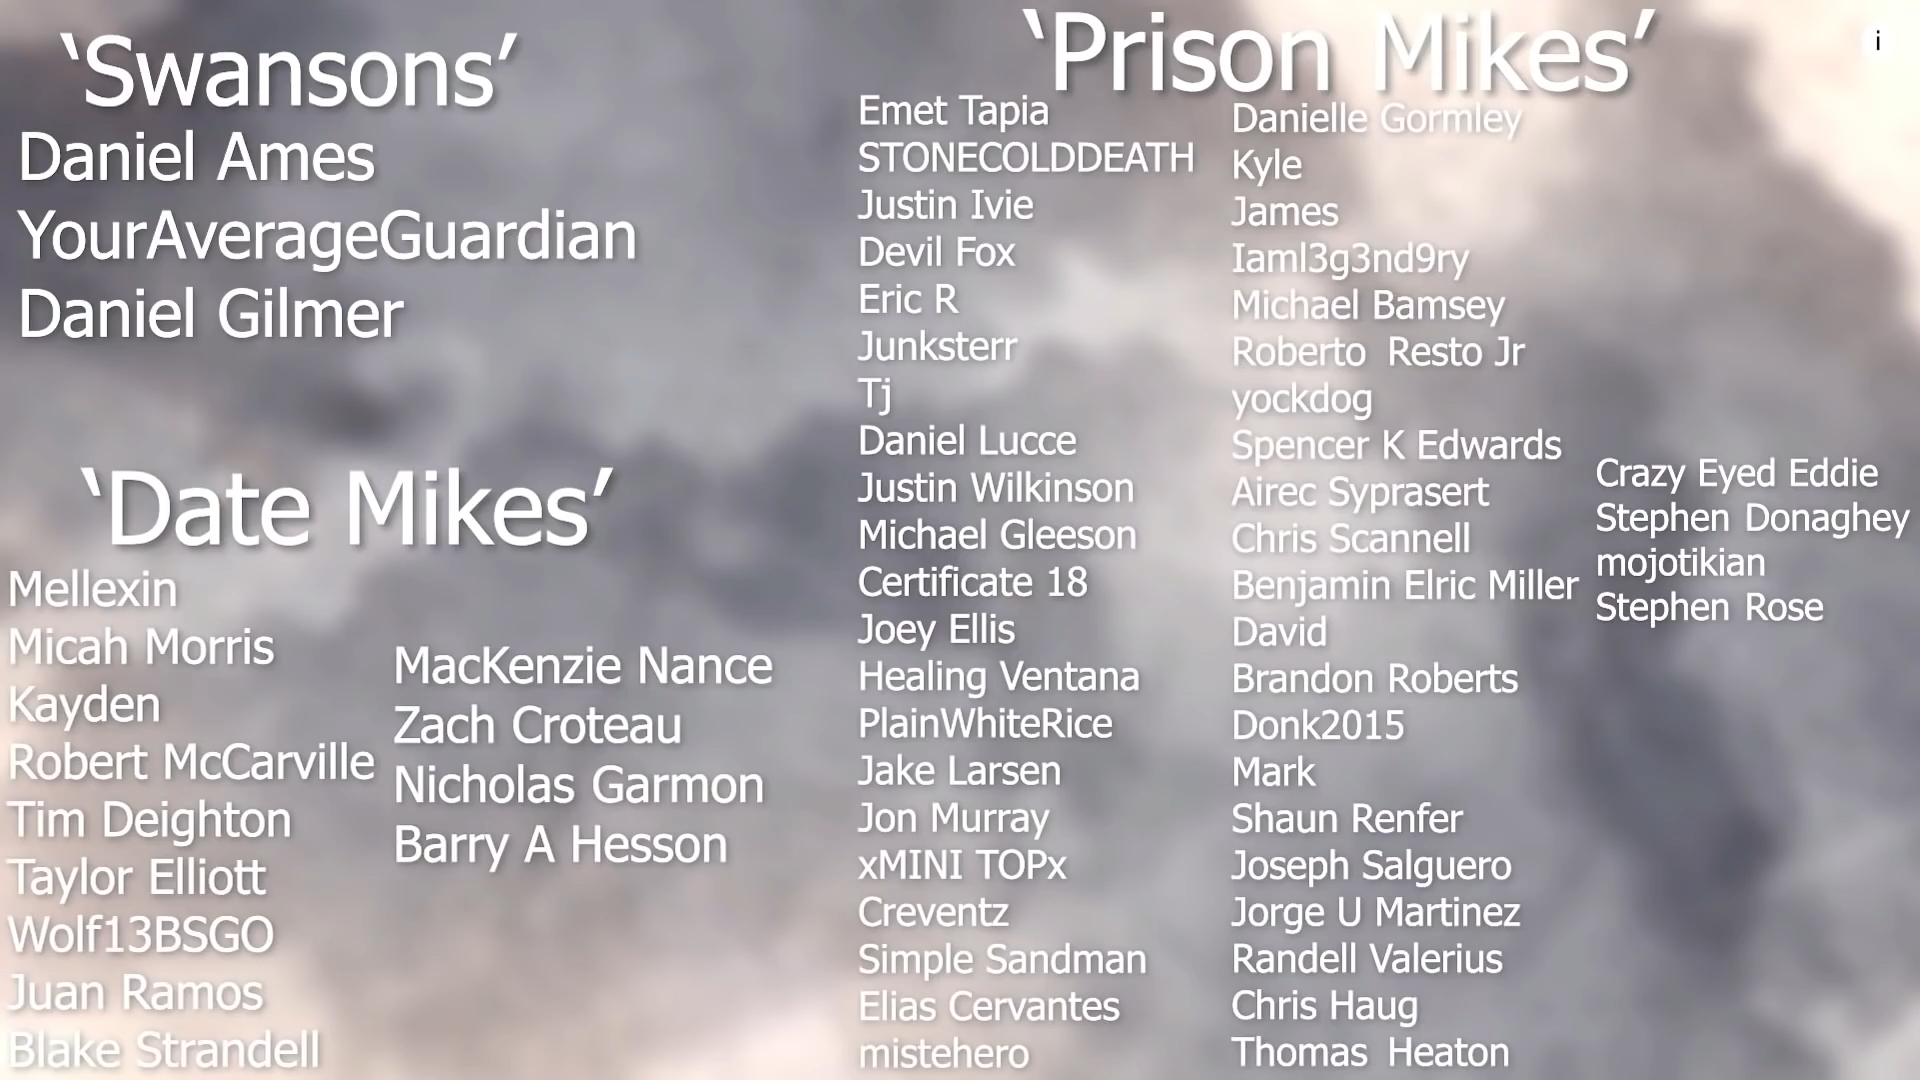 ‘Swansons’
Daniel Ames
YourAverageGuardian
Daniel Gilmer
‘Date Mikes’
Mellexin
Micah Morris
Kayden
Robert McCarville
Tim Deighton
Taylor Elliott
Wolf13BSGO
Juan Ramos
Blake Strandell
MacKenzie Nance
Zach Croteau
Nicholas Garmon
Barry A Hesson
‘Prison Mikes’
Emet Tapia
STONECOLDDEATH
Justin Ivie
Devil Fox
Eric R
Junksterr
Tj
Daniel Lucce
Justin Wilkinson
Michael Gleeson
Certificate 18
Joey Ellis
Healing Ventana
PlainWhiteRice
Jake Larsen
Jon Murray
xMINI TOPx
Creventz
Simple Sandman
Elias Cervantes
mistehero
Danielle Gormley
Kyle
James
Iaml3g3nd9ry
Michael Bamsey
Roberto Resto Jr
yockdog
Spencer K Edwards
Airec Syprasert
Chris Scannell
Benjamin Elric Miller
David
Brandon Roberts
Donk2015
Mark
Shaun Renfer
Joseph Salguero
Jorge U Martinez
Randell Valerius
Chris Haug
Thomas Heaton
Crazy Eyed Eddie
Stephen Donaghey
mojotikian
Stephen Rose
i